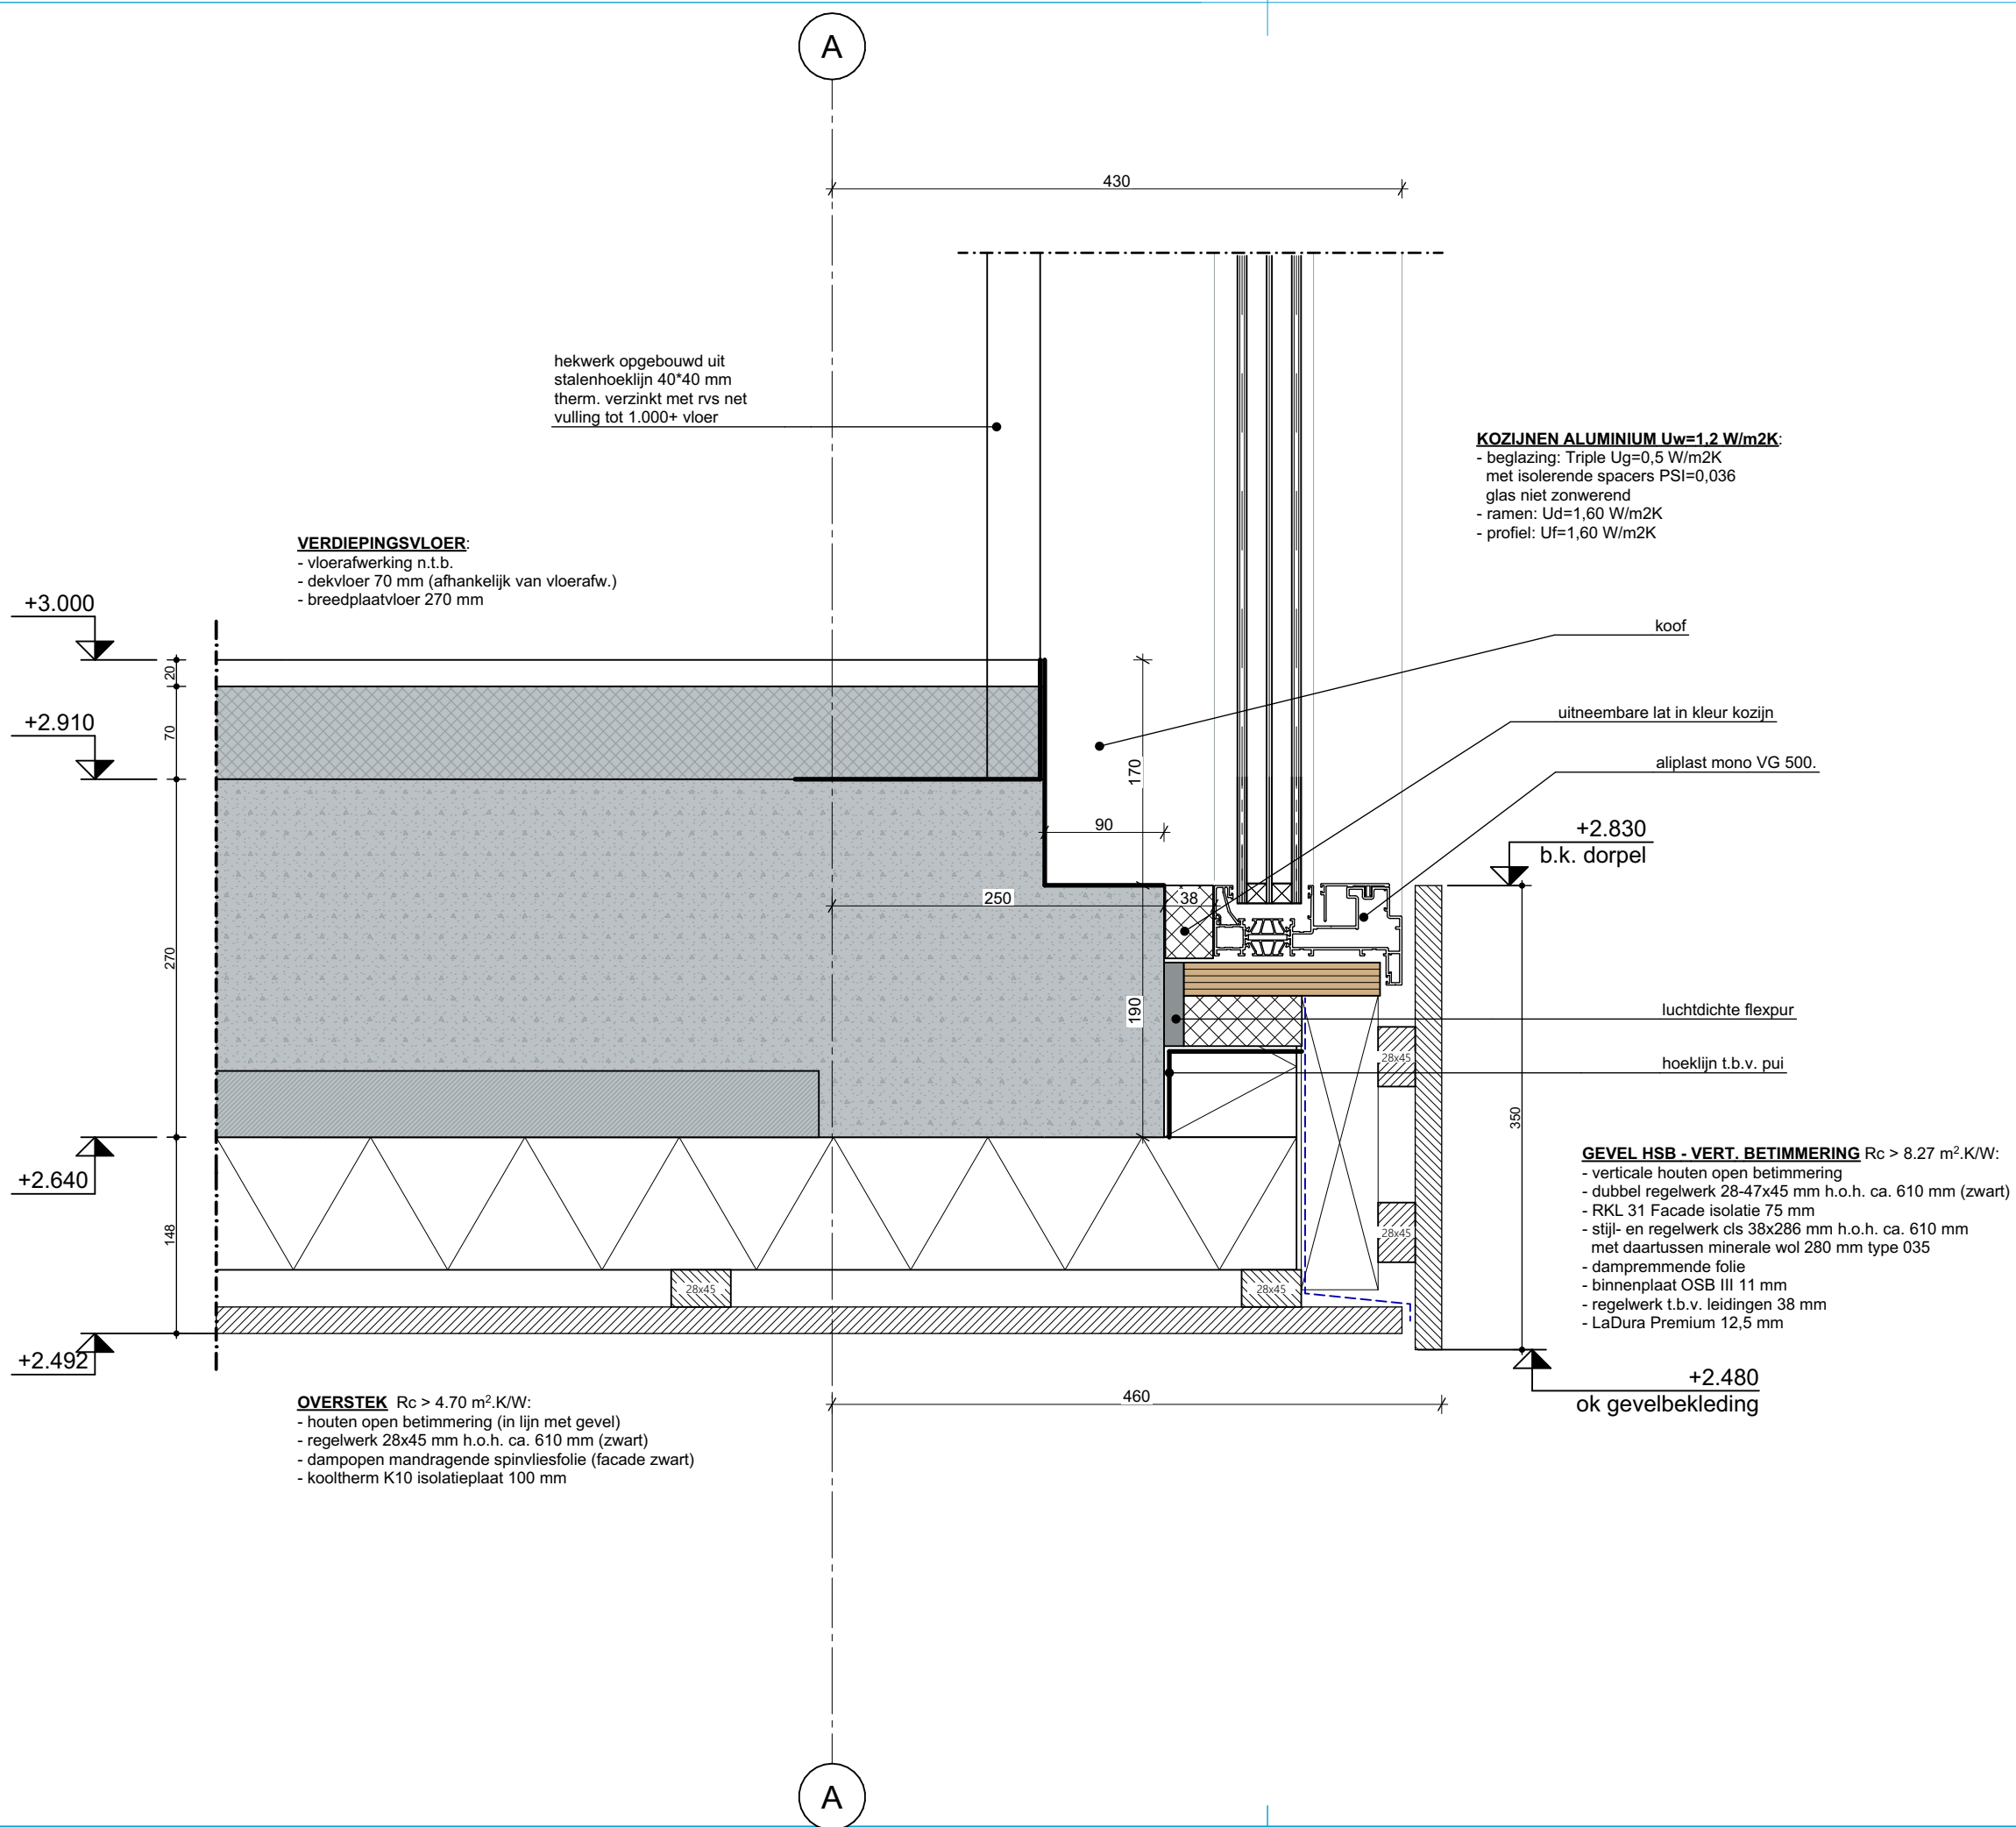 A
430
hekwerk opgebouwd uit
stalenhoeklijn 40*40 mm
therm. verzinkt met rvs net
vulling tot 1.000+ vloer
KOZIJNEN ALUMINIUM Uw=1,2 W/m2K:
- beglazing: Triple Ug=0,5 W/m2K
met isolerende spacers PSI=0,036
glas niet zonwerend
- ramen: Ud=1,60 W/m2K
- profiel: Uf=1,60 W/m2K
VERDIEPINGSVLOER:
- vloerafwerking n.t.b.
- dekvloer 70 mm (afhankelijk van vloerafw.)
- breedplaatvloer 270 mm
+3.000
20
koof
+2.910
70
uitneembare lat in kleur kozijn
170
aliplast mono VG 500.
90
+2.830
b.k. dorpel
250
38
270
190
luchtdichte flexpur
28x45
hoeklijn t.b.v. pui
350
+2.640
148
28x45
28x45
28x45
GEVEL HSB - VERT. BETIMMERING Rc > 8.27 m².K/W:
- verticale houten open betimmering
- dubbel regelwerk 28-47x45 mm h.o.h. ca. 610 mm (zwart)
- RKL 31 Facade isolatie 75 mm
- stijl- en regelwerk cls 38x286 mm h.o.h. ca. 610 mm
met daartussen minerale wol 280 mm type 035
- dampremmende folie
- binnenplaat OSB III 11 mm
- regelwerk t.b.v. leidingen 38 mm
- LaDura Premium 12,5 mm
+2.492
+2.480
ok gevelbekleding
460
OVERSTEK Rc > 4.70 m².K/W:
- houten open betimmering (in lijn met gevel)
- regelwerk 28x45 mm h.o.h. ca. 610 mm (zwart)
- dampopen mandragende spinvliesfolie (facade zwart)
- kooltherm K10 isolatieplaat 100 mm
A